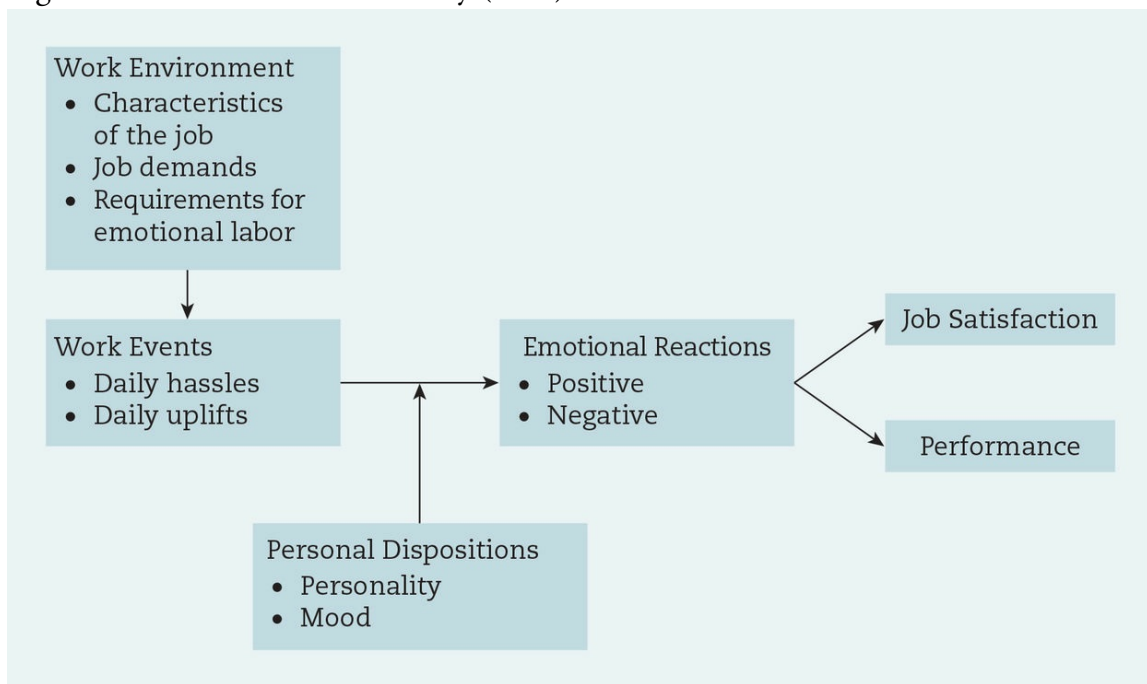 Work Environment
• Characteristics
of the job
• Job demands
• Requirements for
emotional labor
Work Events
• Daily hassles
• Daily uplifts
Emotional Reactions
• Positive
• Negative
Job Satisfaction
Performance
Personal Dispositions
• Personality
• Mood